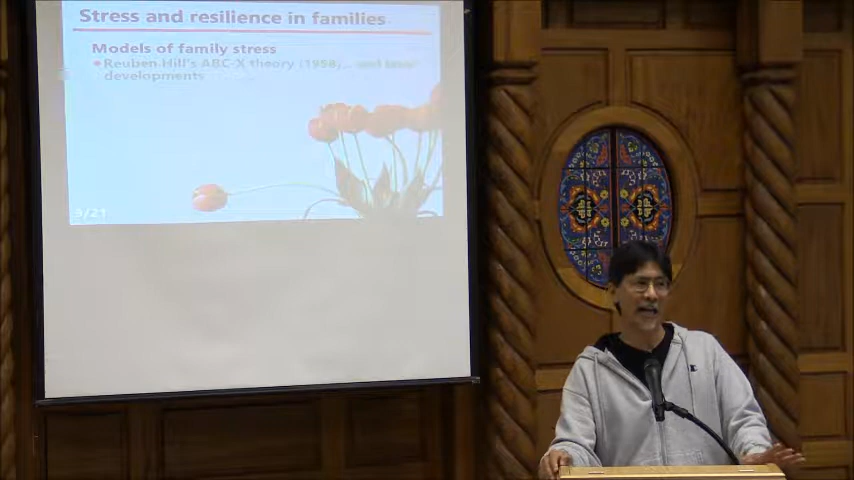 Stress and resilience in families
Models of family stress
• Reuben Hill's ABC-X theory (1958)... and later
developments
9/21